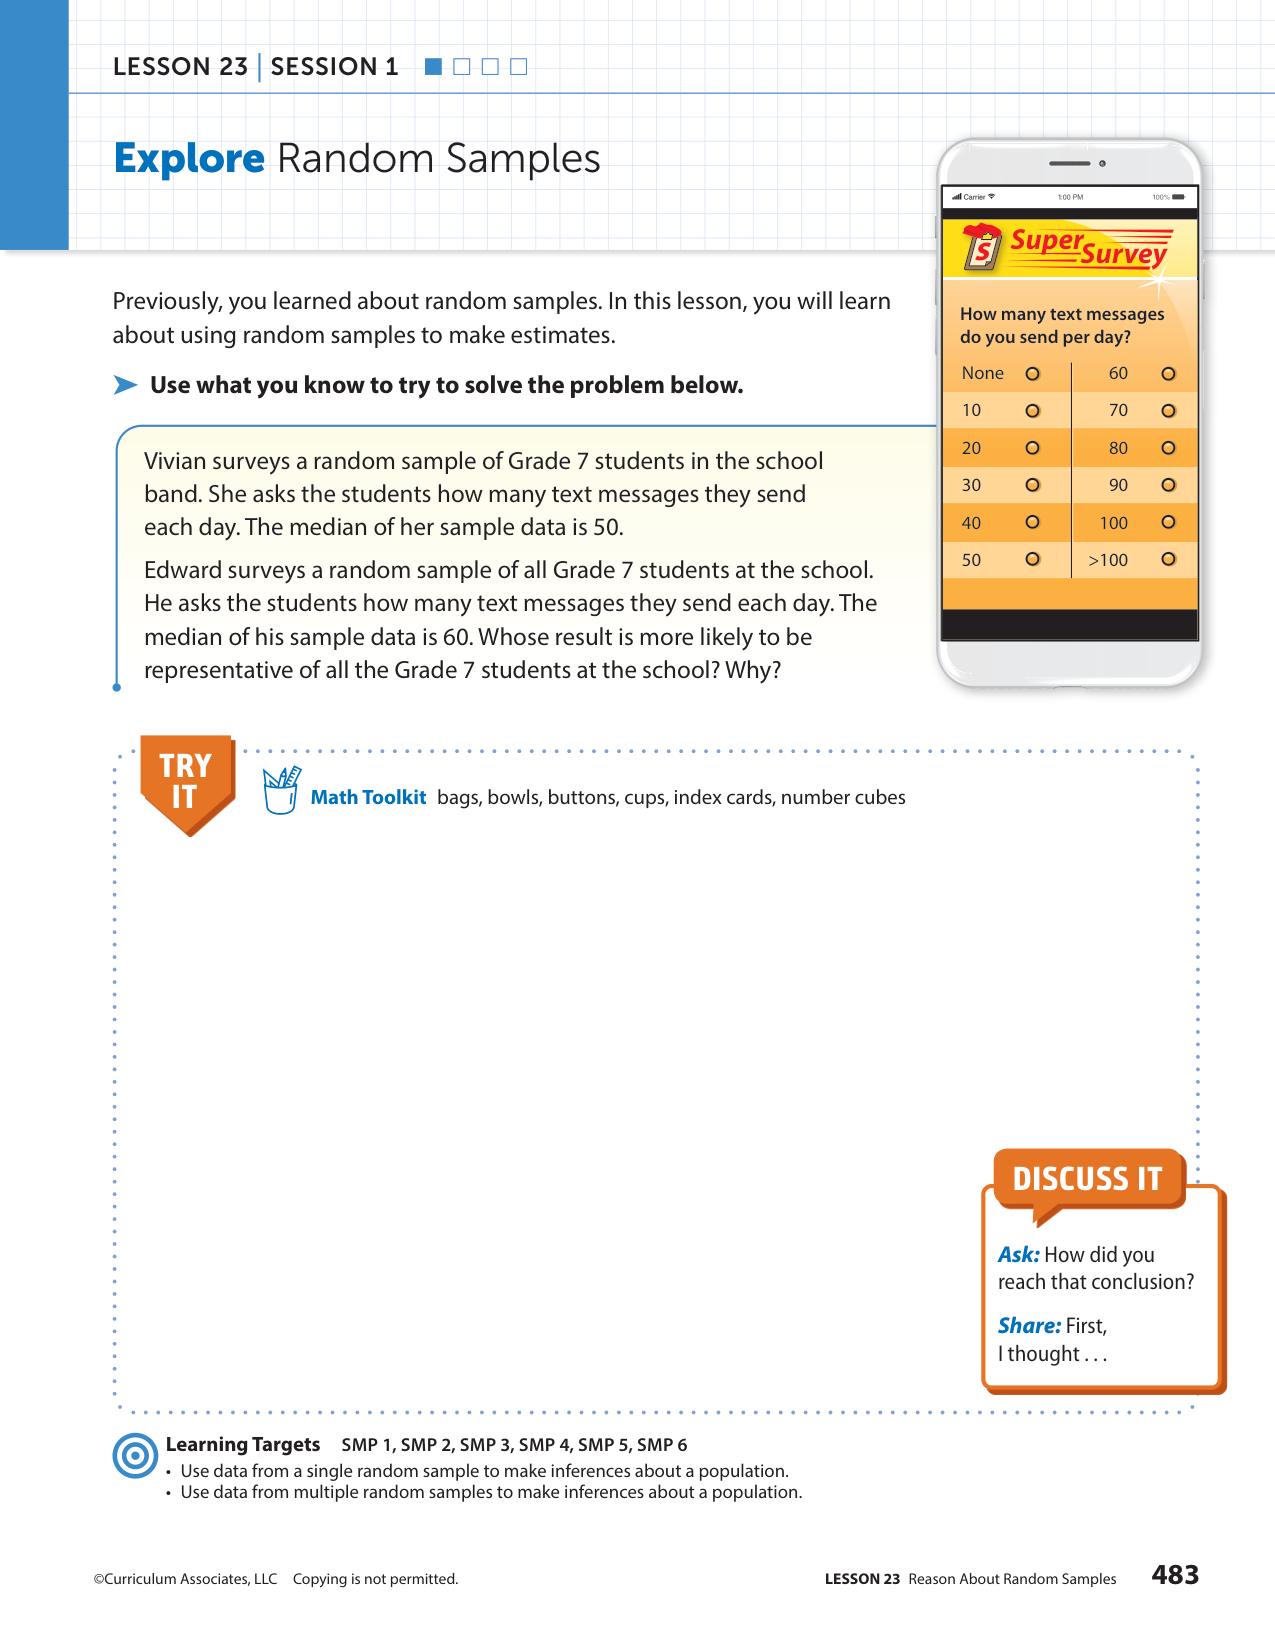 LESSON 23 | SESSION 1
Explore Random Samples
Carrier 1:00 PM 100%
S Super Survey
How many text messages
do you send per day?
None 60
10 70
20 80
30 90
40 100
50 >100
Previously, you learned about random samples. In this lesson, you will learn
about using random samples to make estimates.
Use what you know to try to solve the problem below.
Vivian surveys a random sample of Grade 7 students in the school
band. She asks the students how many text messages they send
each day. The median of her sample data is 50.
Edward surveys a random sample of all Grade 7 students at the school.
He asks the students how many text messages they send each day. The
median of his sample data is 60. Whose result is more likely to be
representative of all the Grade 7 students at the school? Why?
TRY
IT
Math Toolkit bags, bowls, buttons, cups, index cards, number cubes
DISCUSS IT
Ask: How did you
reach that conclusion?
Share: First,
I thought . . .
Learning Targets SMP 1, SMP 2, SMP 3, SMP 4, SMP 5, SMP 6
• Use data from a single random sample to make inferences about a population.
• Use data from multiple random samples to make inferences about a population.
©Curriculum Associates, LLC Copying is not permitted.
LESSON 23 Reason About Random Samples 483